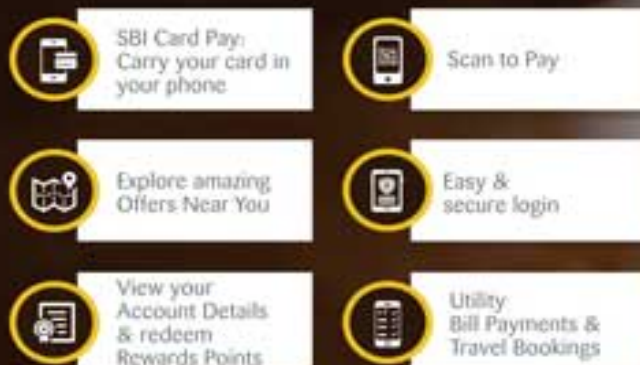 SBI Card Pay:
Carry your card in
your phone
Scan to Pay
Explore amazing
Offers Near You
Easy &
secure login
View your
Account Details
& redeem
Rewards Points
Utility
Bill Payments &
Travel Bookings